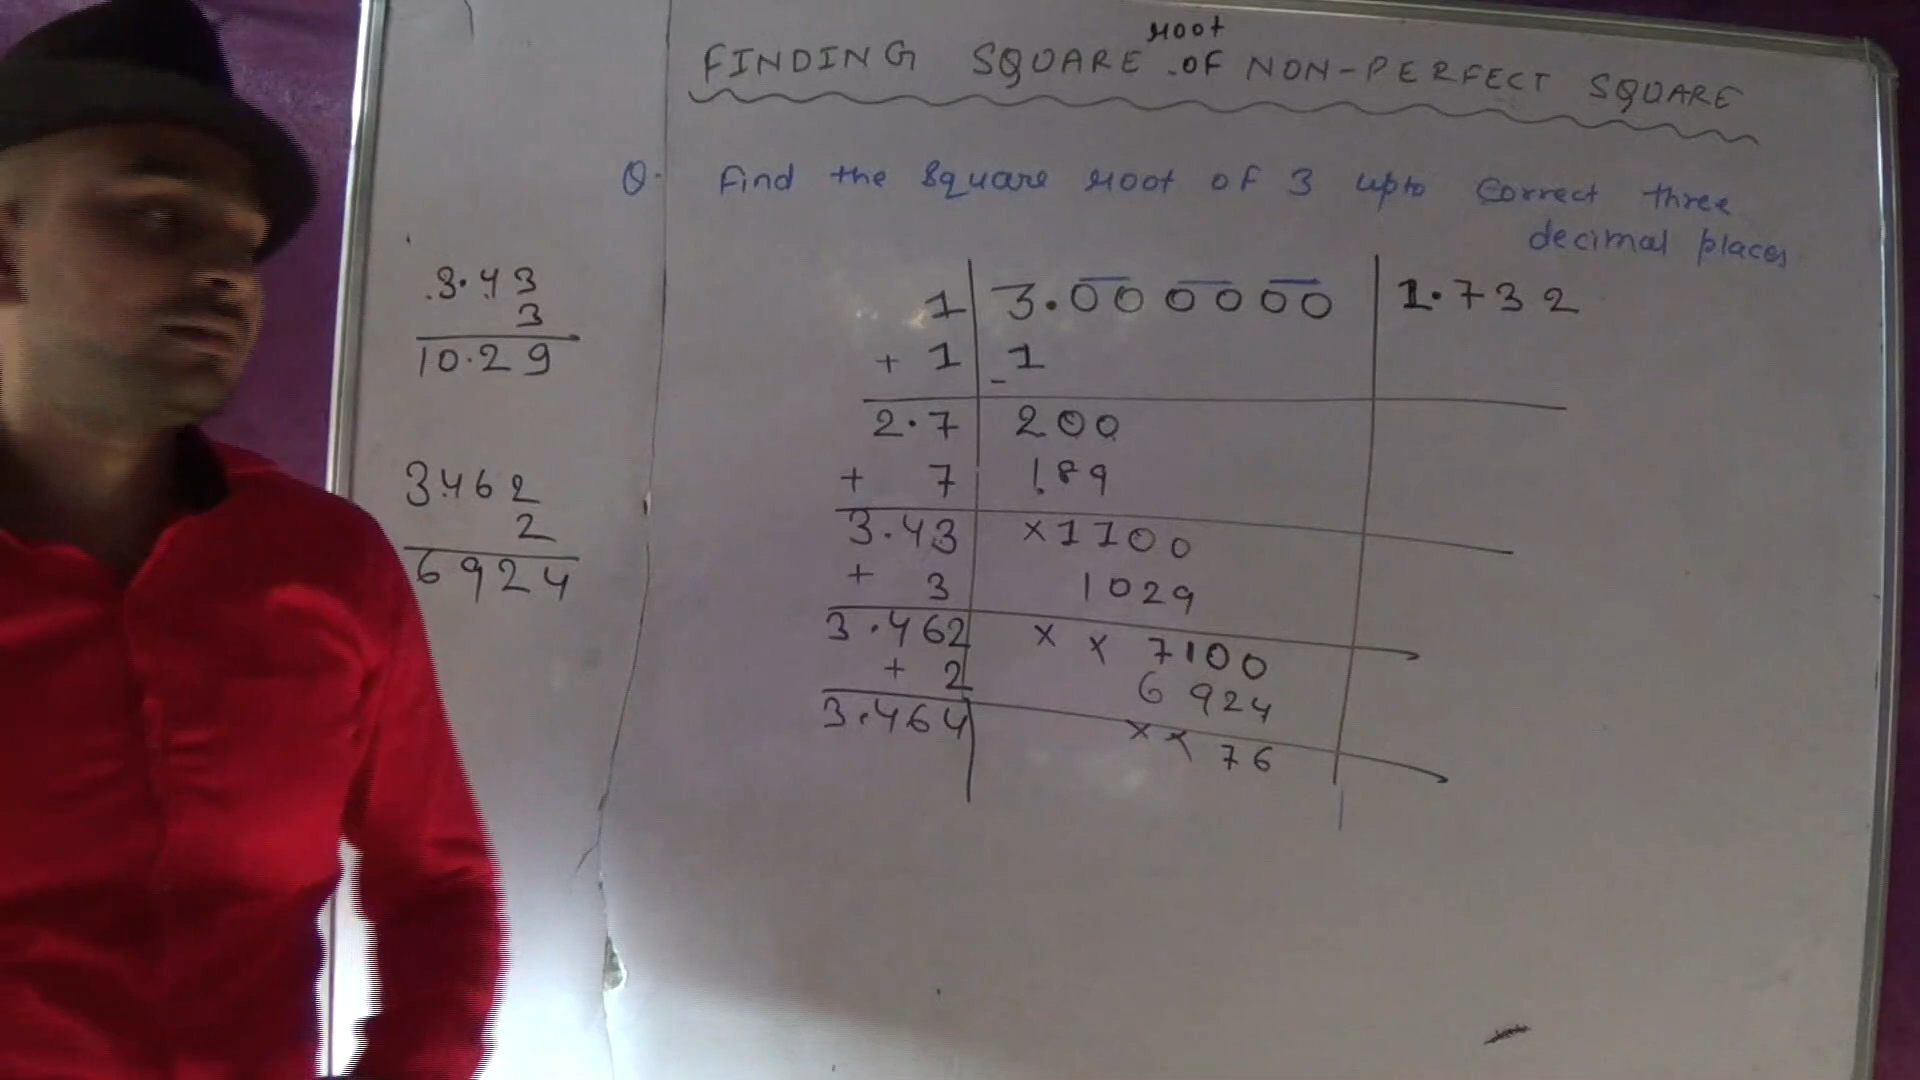 FINDING SQUARE root OF NON-PERFECT SQUARE
Q. Find the square root of 3 upto correct three
decimal places
3.43
3
10.29
3462
2
6924
1 | 3.000000 | 1.732
+ 1 | - 1
2.7 | 200
+ 7 | 189
3.43 | x1100
+ 3 | 1029
3.462 | x x 7100
+ 2 | 6924
3.464 | x x 76